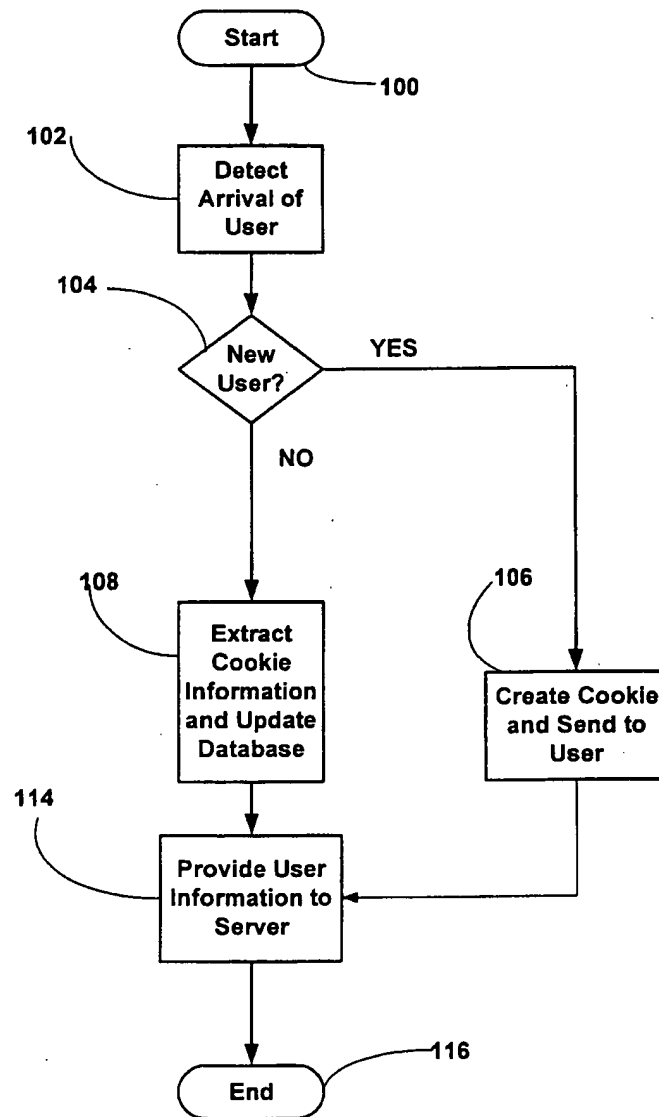 Start
100
102
Detect
Arrival of
User
104
New
User?
YES
NO
108
Extract
Cookie
Information
and Update
Database
106
Create Cookie
and Send to
User
114
Provide User
Information to
Server
End
116